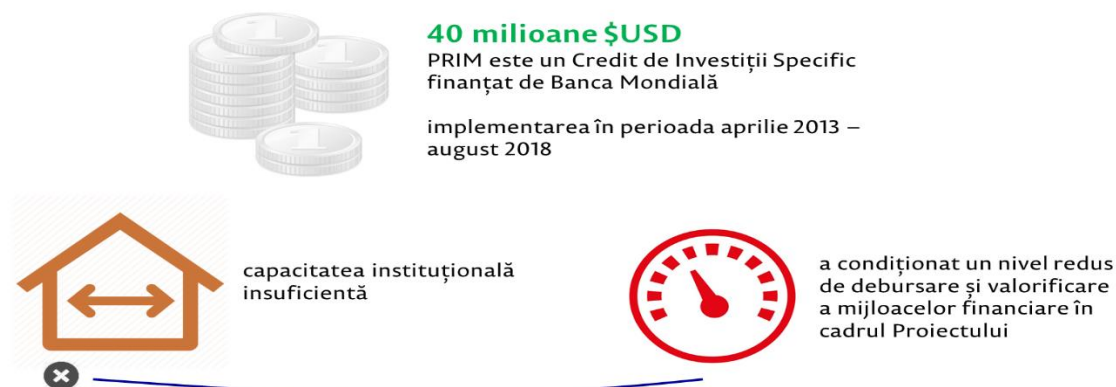 40 milioane $USD
PRIM este un Credit de Investiții Specific
finanțat de Banca Mondială
implementarea în perioada aprilie 2013 –
august 2018
capacitatea instituțională
insuficientă
a condiționat un nivel redus
de debursare și valorificare
a mijloacelor financiare în
cadrul Proiectului